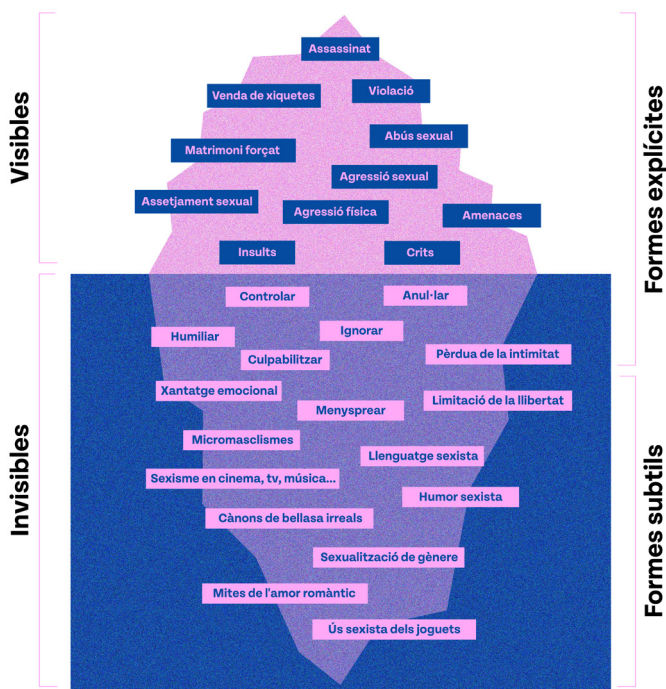 Visibles
Formes explícites
Assassinat
Venda de xiquetes
Violació
Abús sexual
Matrimoni forçat
Agressió sexual
Assetjament sexual
Agressió física
Amenaces
Insults
Crits
Invisibles
Formes subtils
Controlar
Anul·lar
Humiliar
Ignorar
Culpabilitzar
Pèrdua de la intimitat
Xantatge emocional
Limitació de la llibertat
Menysprear
Micromasclismes
Llenguatge sexista
Sexisme en cinema, tv, música...
Humor sexista
Cànons de bellasa irreals
Sexualització de gènere
Mites de l'amor romàntic
Ús sexista dels joguets